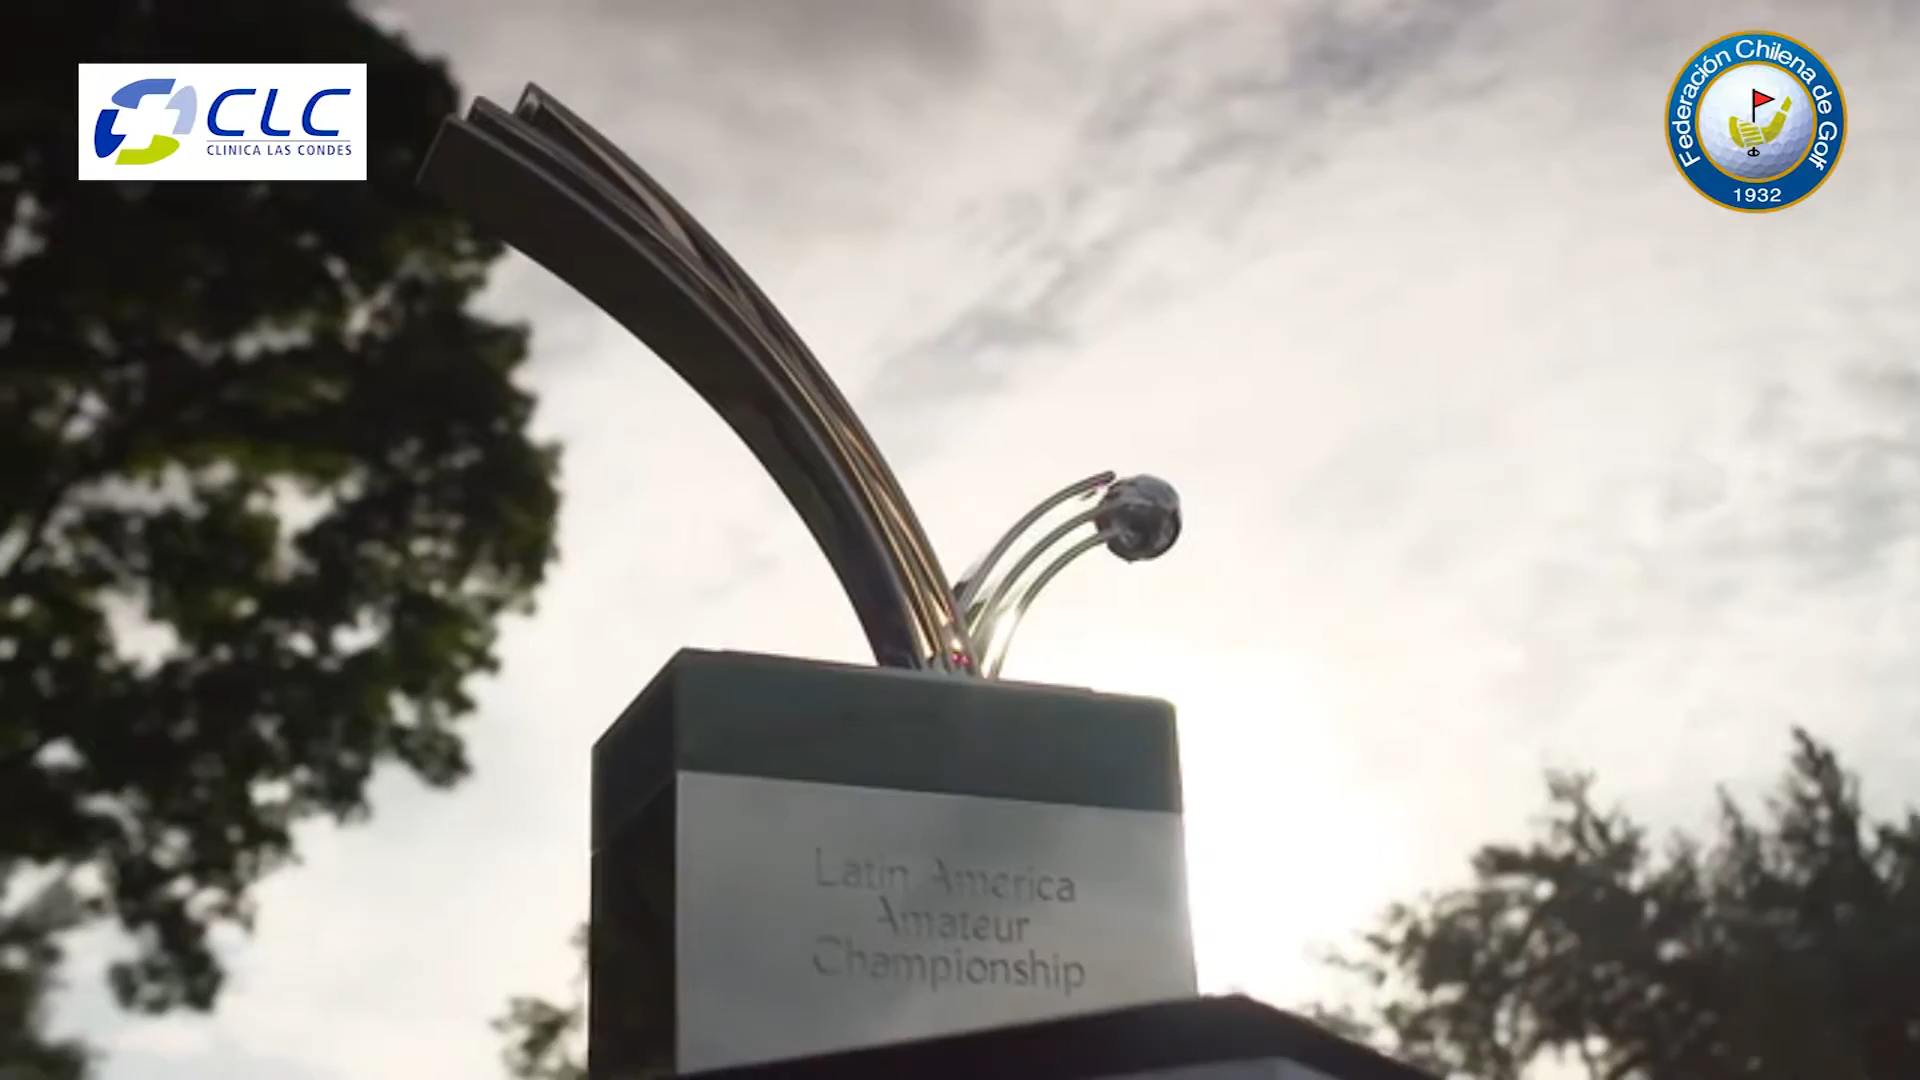 CLC
CLINICA LAS CONDES
Federación Chilena de Golf
1932
Latin America
Amateur
Championship